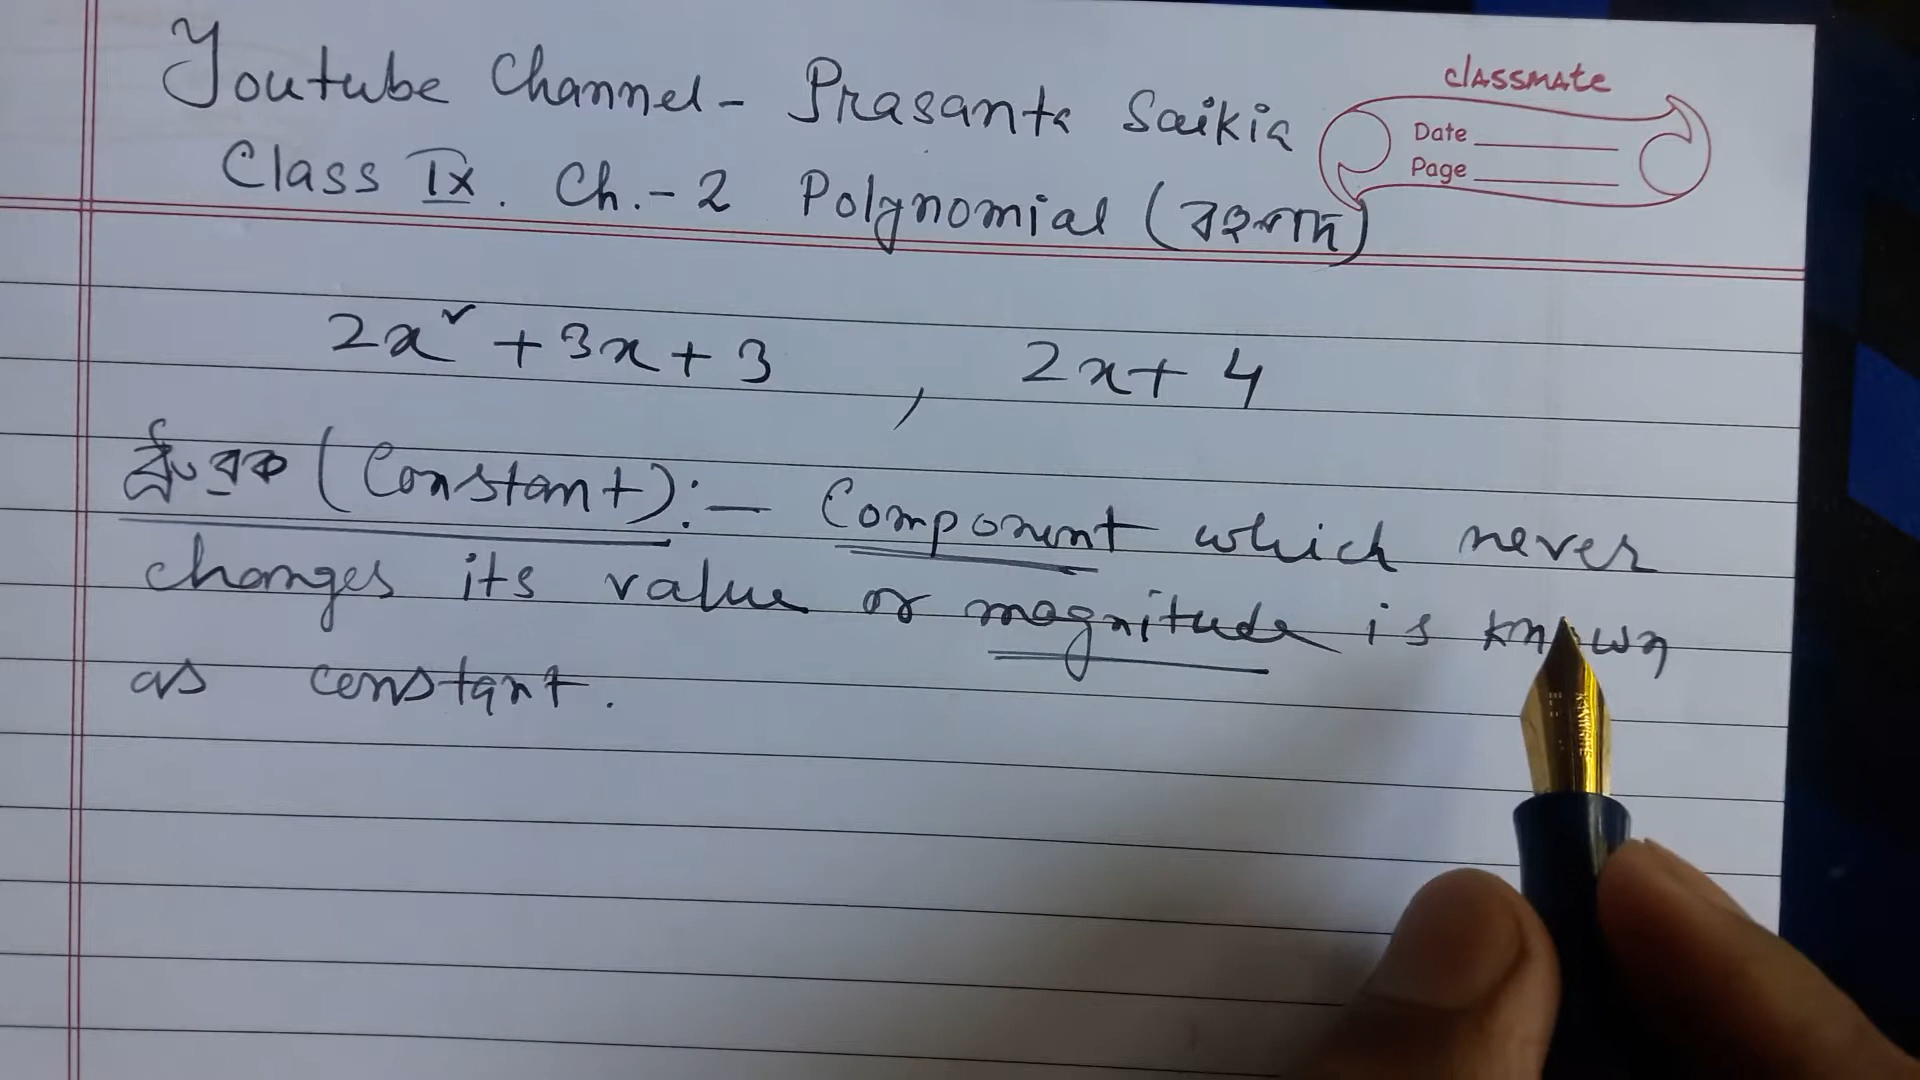 Youtube Channel- Prasanta Saikia
classmate
Date
Page
Class IX. Ch.-2 Polynomial (বহুপদ)
2x² + 3x + 3 , 2x + 4
ধ্ৰুৱক (Constant):- Component which never
changes its value or magnitude is known
as constant.